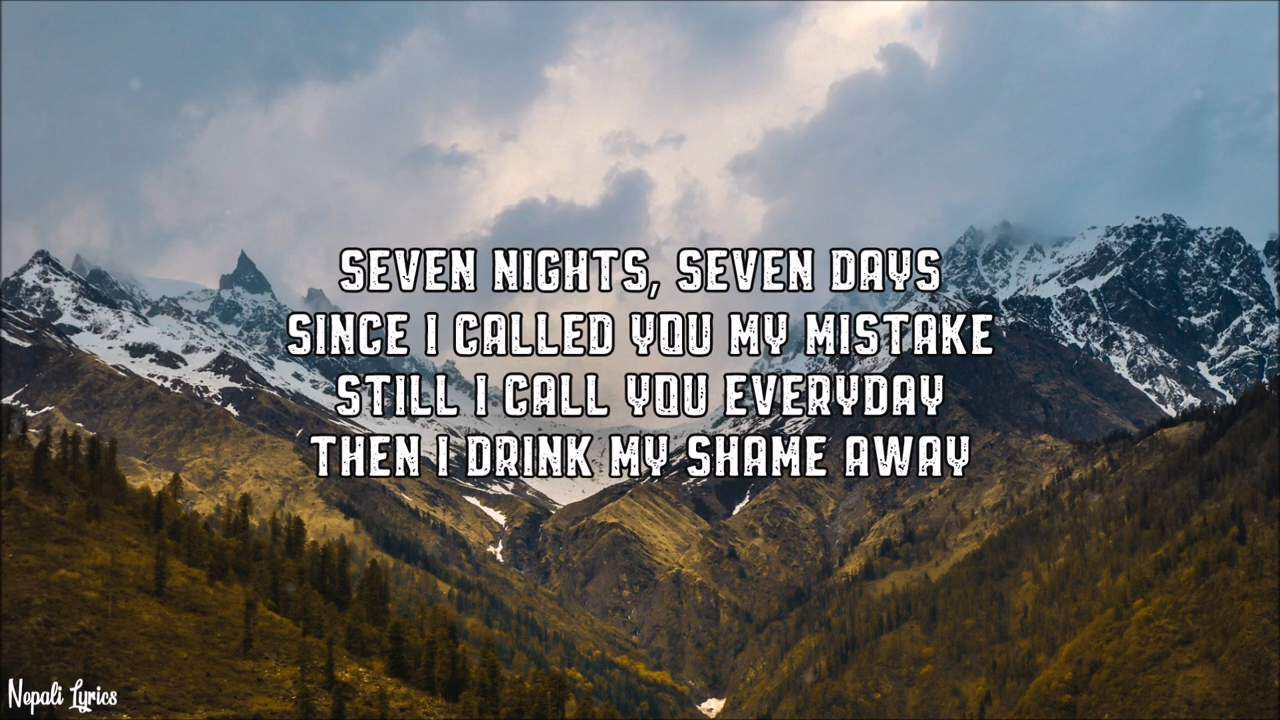 SEVEN NIGHTS, SEVEN DAYS
SINCE I CALLED YOU MY MISTAKE
STILL I CALL YOU EVERYDAY
THEN I DRINK MY SHAME AWAY
Nepali Lyrics